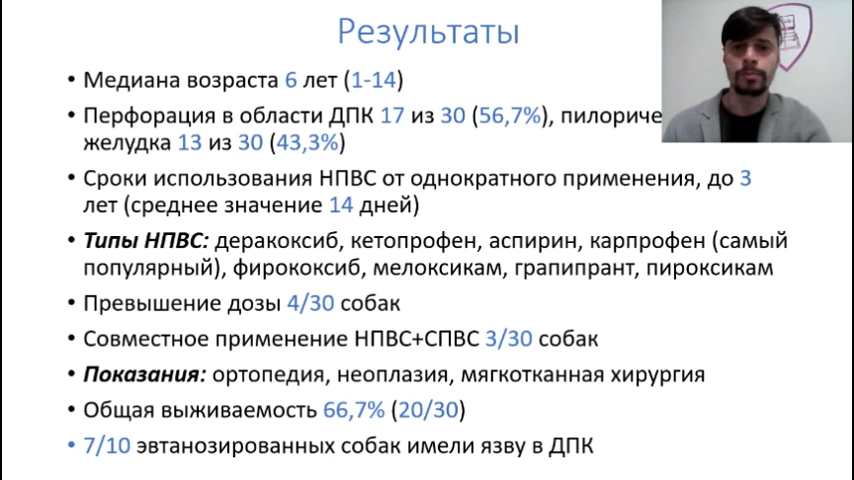 Результаты
• Медиана возраста 6 лет (1-14)
• Перфорация в области ДПК 17 из 30 (56,7%),
желудка 13 из 30 (43,3%)
• Сроки использования НПВС от однократного применения, до 3
лет (среднее значение 14 дней)
• Типы НПВС: деракоксиб, кетопрофен, аспирин, карпрофен (самый
популярный), фирококсиб, мелоксикам, грапипрант, пироксикам
• Превышение дозы 4/30 собак
• Совместное применение НПВС+СПВС 3/30 собак
• Показания: ортопедия, неоплазия, мягкотканная хирургия
• Общая выживаемость 66,7% (20/30)
• 7/10 эвтанозированных собак имели язву в ДПК